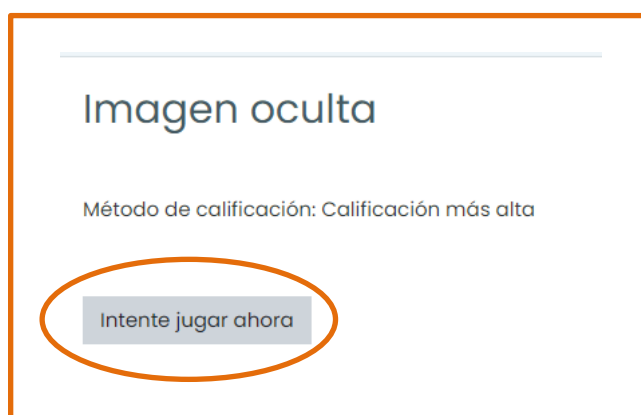 Imagen oculta
Método de calificación: Calificación más alta
Intente jugar ahora